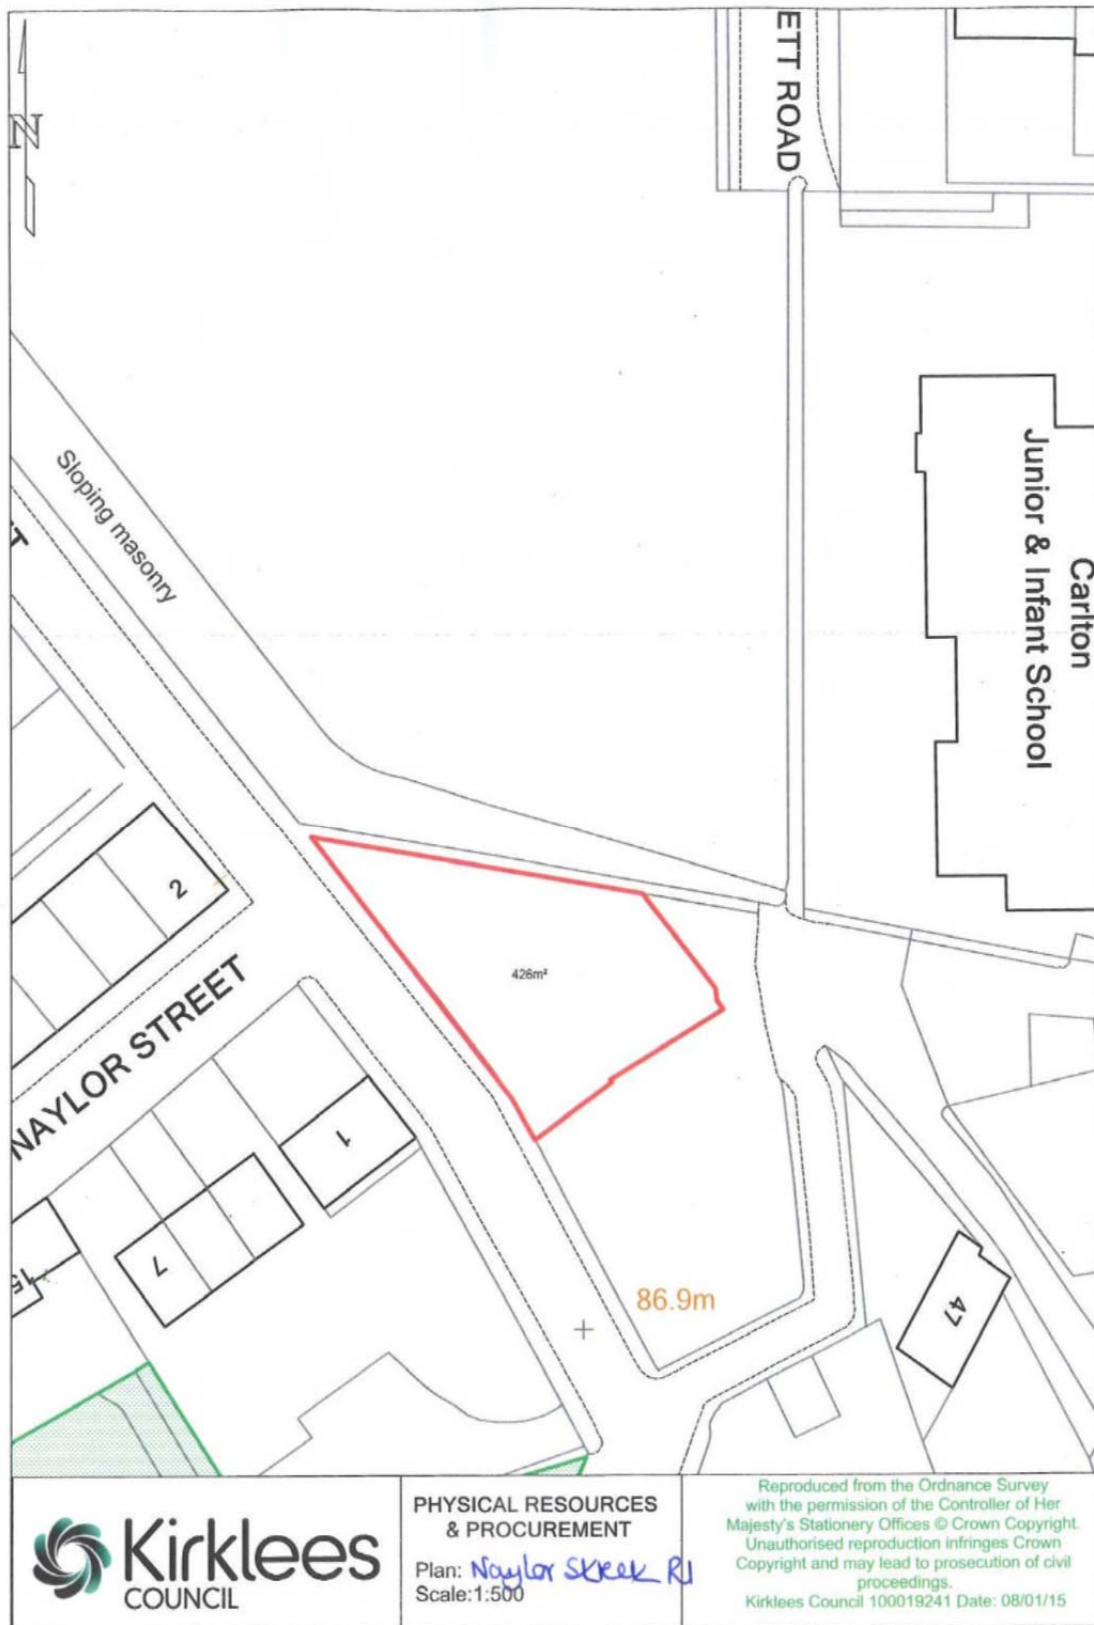 ETT ROAD
N
Sloping masonry
Carlton
Junior & Infant School
2
426m²
NAYLOR STREET
1
7
15
86.9m
47
Kirklees
COUNCIL
PHYSICAL RESOURCES
& PROCUREMENT
Plan: Naylor Street
Scale:1:500
Reproduced from the Ordnance Survey
with the permission of the Controller of Her
Majesty's Stationery Offices © Crown Copyright.
Unauthorised reproduction infringes Crown
Copyright and may lead to prosecution of civil
proceedings.
Kirklees Council 100019241 Date: 08/01/15